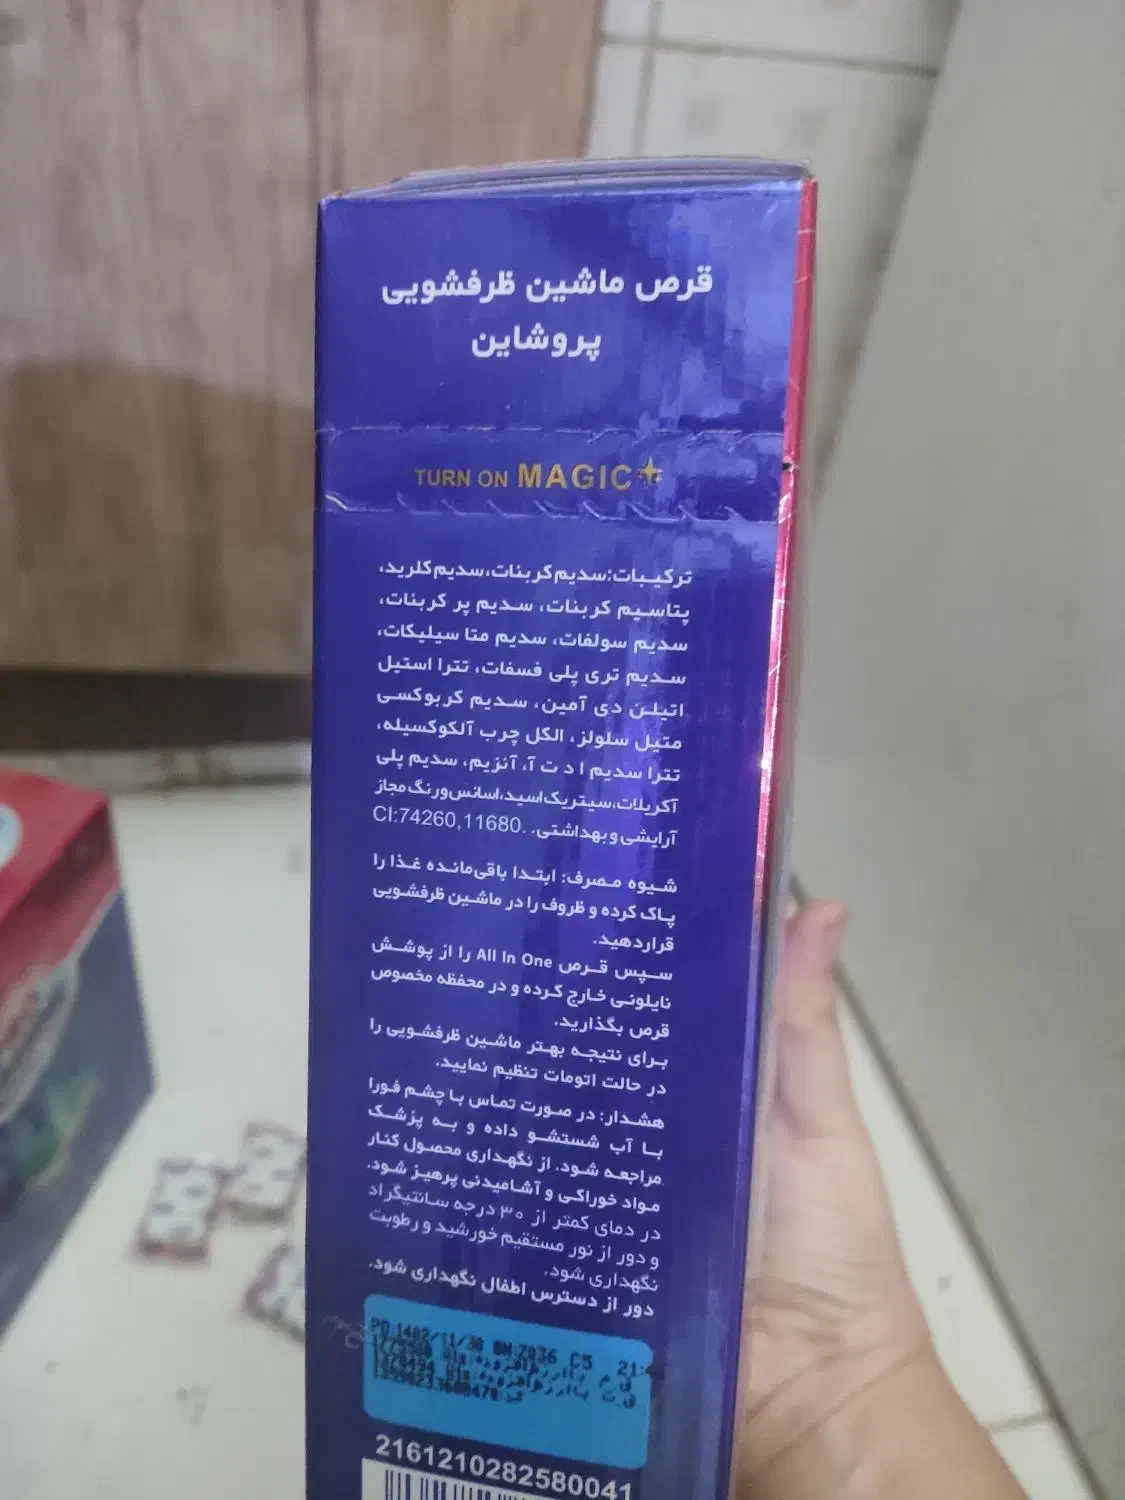 قرص ماشین ظرفشویی
پروشاین
TURN ON MAGIC
ترکیبات:سدیم کربنات،سدیم کلرید،
پتاسیم کربنات، سدیم پر کربنات،
سدیم سولفات، سدیم متا سیلیکات،
سدیم تری پلی فسفات، تترا استیل
اتیلن دی آمین، سدیم کربوکسی
متیل سلولز، الکل چرب آلکوکسیله،
تترا سدیم ا د ت آ، آنزیم، سدیم پلی
آکریلات،سیتریک اسید،اسانس ورنگ مجاز
آرایشی و بهداشتی. .CI:74260,11680
شیوه مصرف: ابتدا باقی‌مانده غذا را
پاک کرده و ظروف را در ماشین ظرفشویی
قراردهید.
سپس قرص All In One را از پوشش
نایلونی خارج کرده و در محفظه مخصوص
قرص بگذارید.
برای نتیجه بهتر ماشین ظرفشویی را
در حالت اتومات تنظیم نمایید.
هشدار: در صورت تماس با چشم فورا
با آب شستشو داده و به پزشک
مراجعه شود. از نگهداری محصول کنار
مواد خوراکی و آشامیدنی پرهیز شود.
در دمای کمتر از ۳۰ درجه سانتیگراد
و دور از نور مستقیم خورشید و رطوبت
نگهداری شود.
دور از دسترس اطفال نگهداری شود.
PD:1402/11/30 C5
2161210282580041